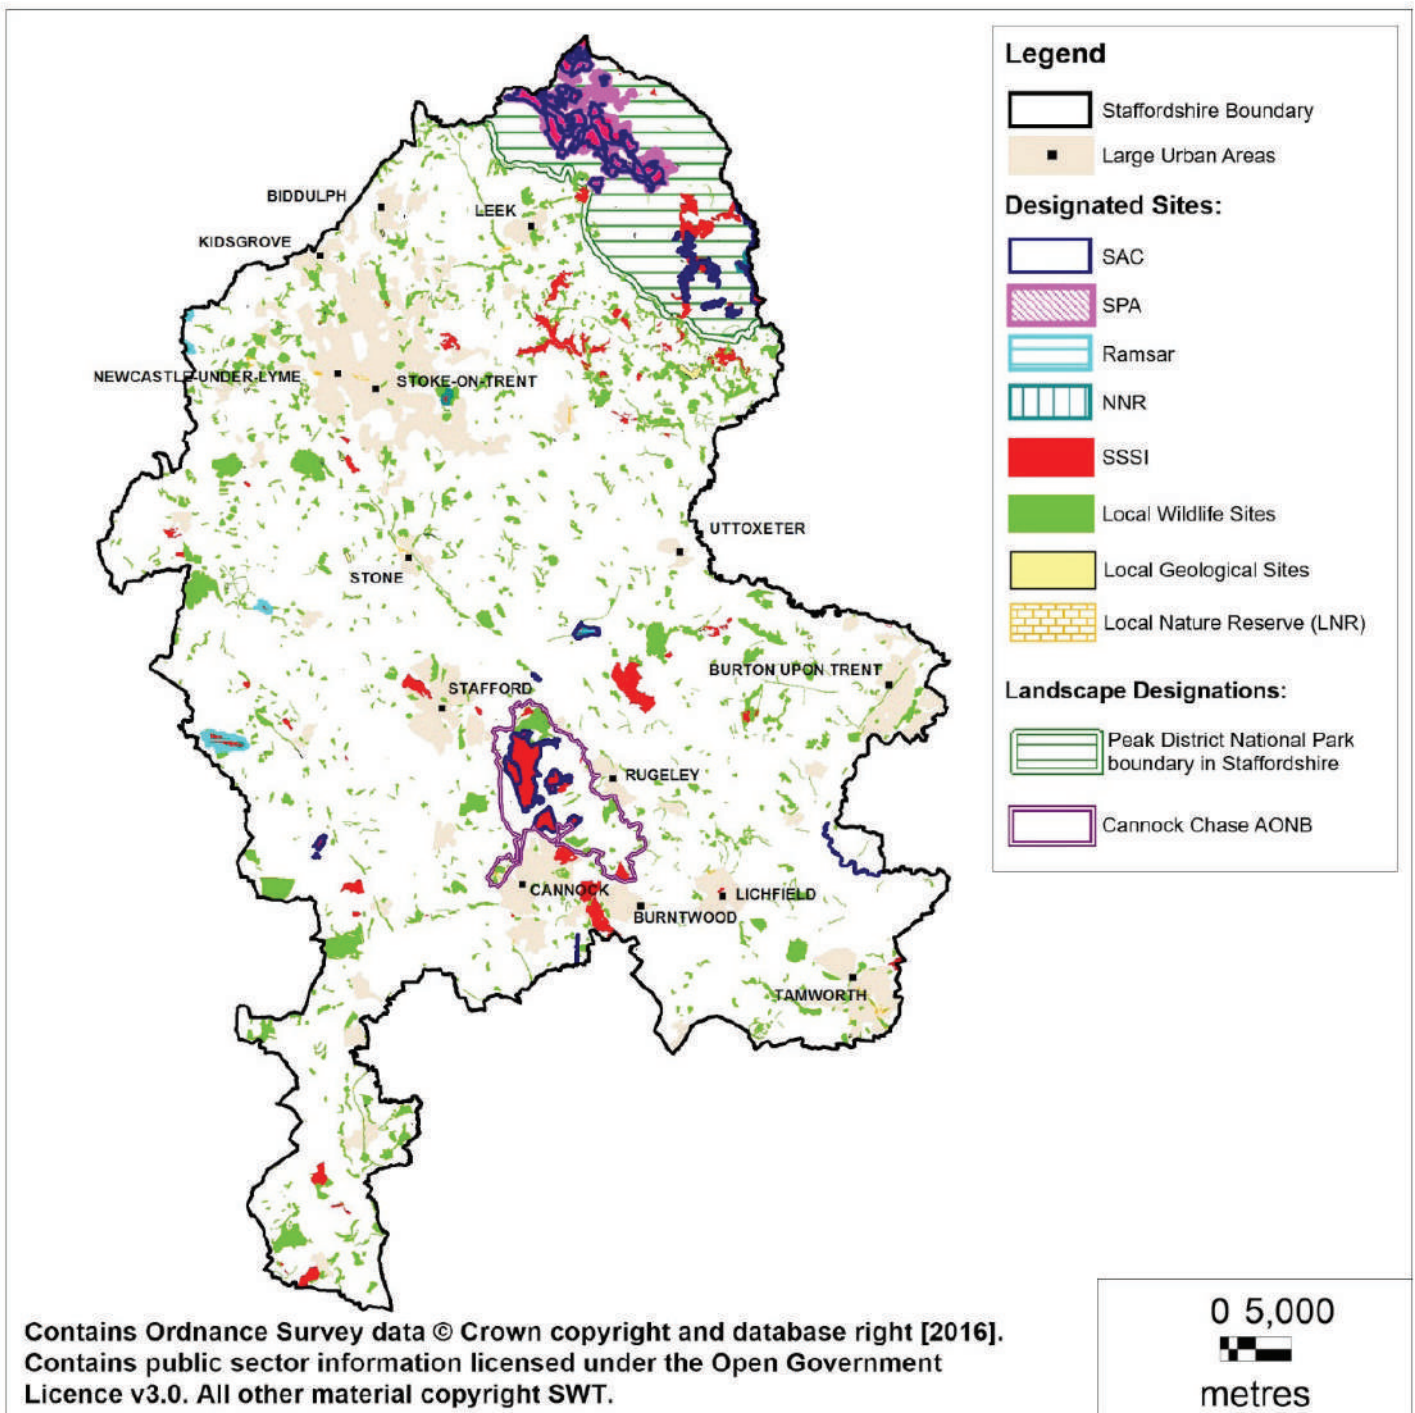 BIDDULPH
LEEK
KIDSGROVE
NEWCASTLE-UNDER-LYME
STOKE-ON-TRENT
UTTOXETER
STONE
BURTON UPON TRENT
STAFFORD
RUGELEY
CANNOCK
LICHFIELD
BURNTWOOD
TAMWORTH
Legend
Staffordshire Boundary
Large Urban Areas
Designated Sites:
SAC
SPA
Ramsar
NNR
SSSI
Local Wildlife Sites
Local Geological Sites
Local Nature Reserve (LNR)
Landscape Designations:
Peak District National Park
boundary in Staffordshire
Cannock Chase AONB
Contains Ordnance Survey data © Crown copyright and database right [2016].
Contains public sector information licensed under the Open Government
Licence v3.0. All other material copyright SWT.
0 5,000
metres